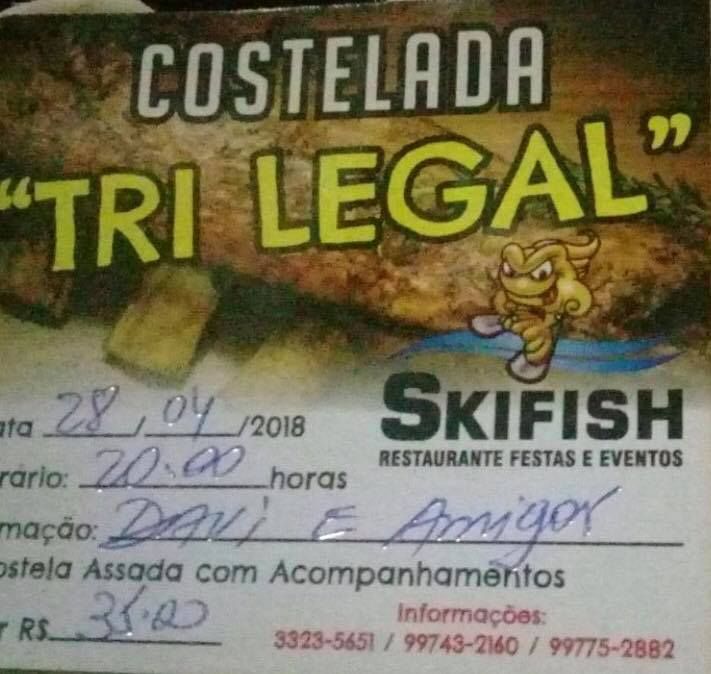 COSTELADA
"TRI LEGAL"
SKIFISH
RESTAURANTE FESTAS E EVENTOS
ata 28/04/2018
rário: 20:00 horas
mação: DAVi E Amigos
ostela Assada com Acompanhamentos
r R$ 35.00
Informações:
3323-5651 / 99743-2160 / 99775-2882